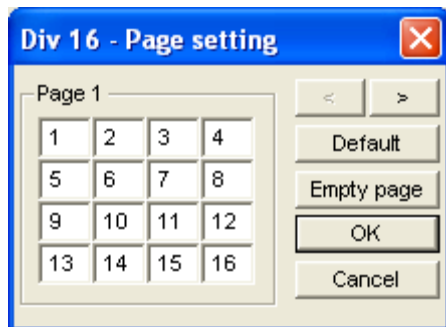 Div 16 - Page setting
Page 1
1 2 3 4
5 6 7 8
9 10 11 12
13 14 15 16
< >
Default
Empty page
OK
Cancel